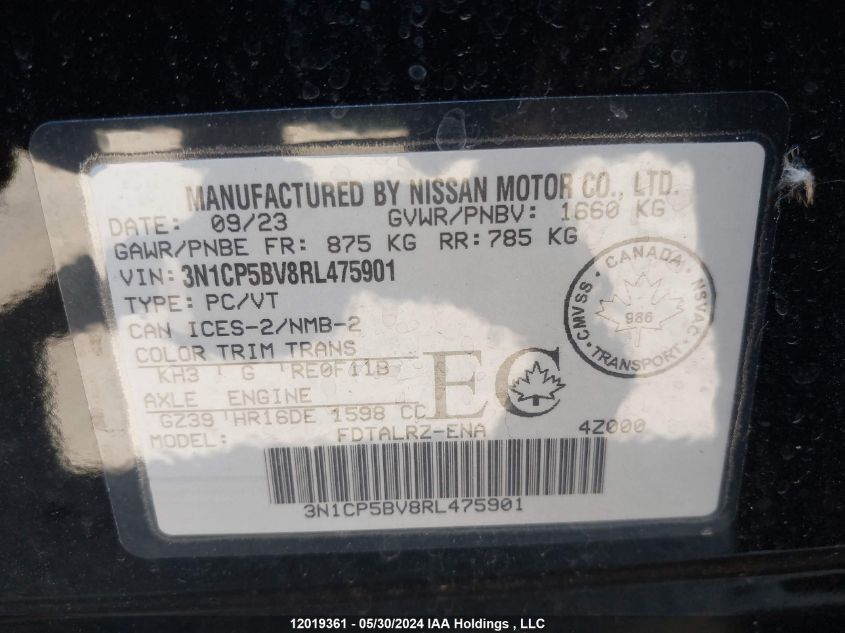 MANUFACTURED BY NISSAN MOTOR CO., LTD.
DATE: 09/23 GVWR/PNBV: 1660 KG
GAWR/PNBE FR: 875 KG RR: 785 KG
VIN: 3N1CP5BV8RL475901
TYPE: PC/VT
CAN ICES-2/NMB-2
COLOR TRIM TRANS
KH3 G RE0F11B
AXLE ENGINE
GZ39 HR16DE 1598 CC
MODEL: FDTALRZ-ENA 4Z000
EC
CANADA
CMVSS 986 NSVAC
TRANSPORT
3N1CP5BV8RL475901
12019361 - 05/30/2024 IAA Holdings , LLC